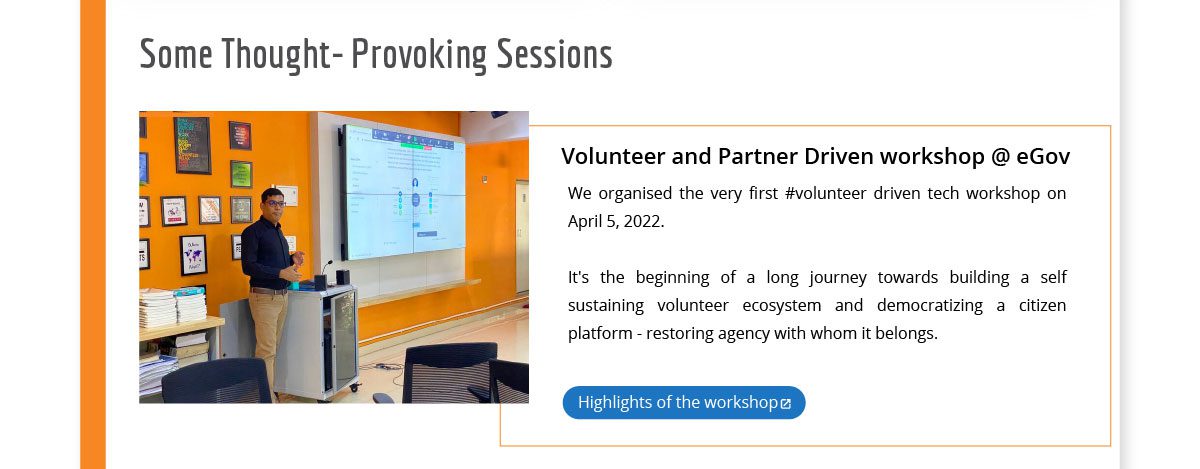 Some Thought- Provoking Sessions
Volunteer and Partner Driven workshop @ eGov
We organised the very first #volunteer driven tech workshop on
April 5, 2022.
It's the beginning of a long journey towards building a self
sustaining volunteer ecosystem and democratizing a citizen
platform - restoring agency with whom it belongs.
Highlights of the workshop